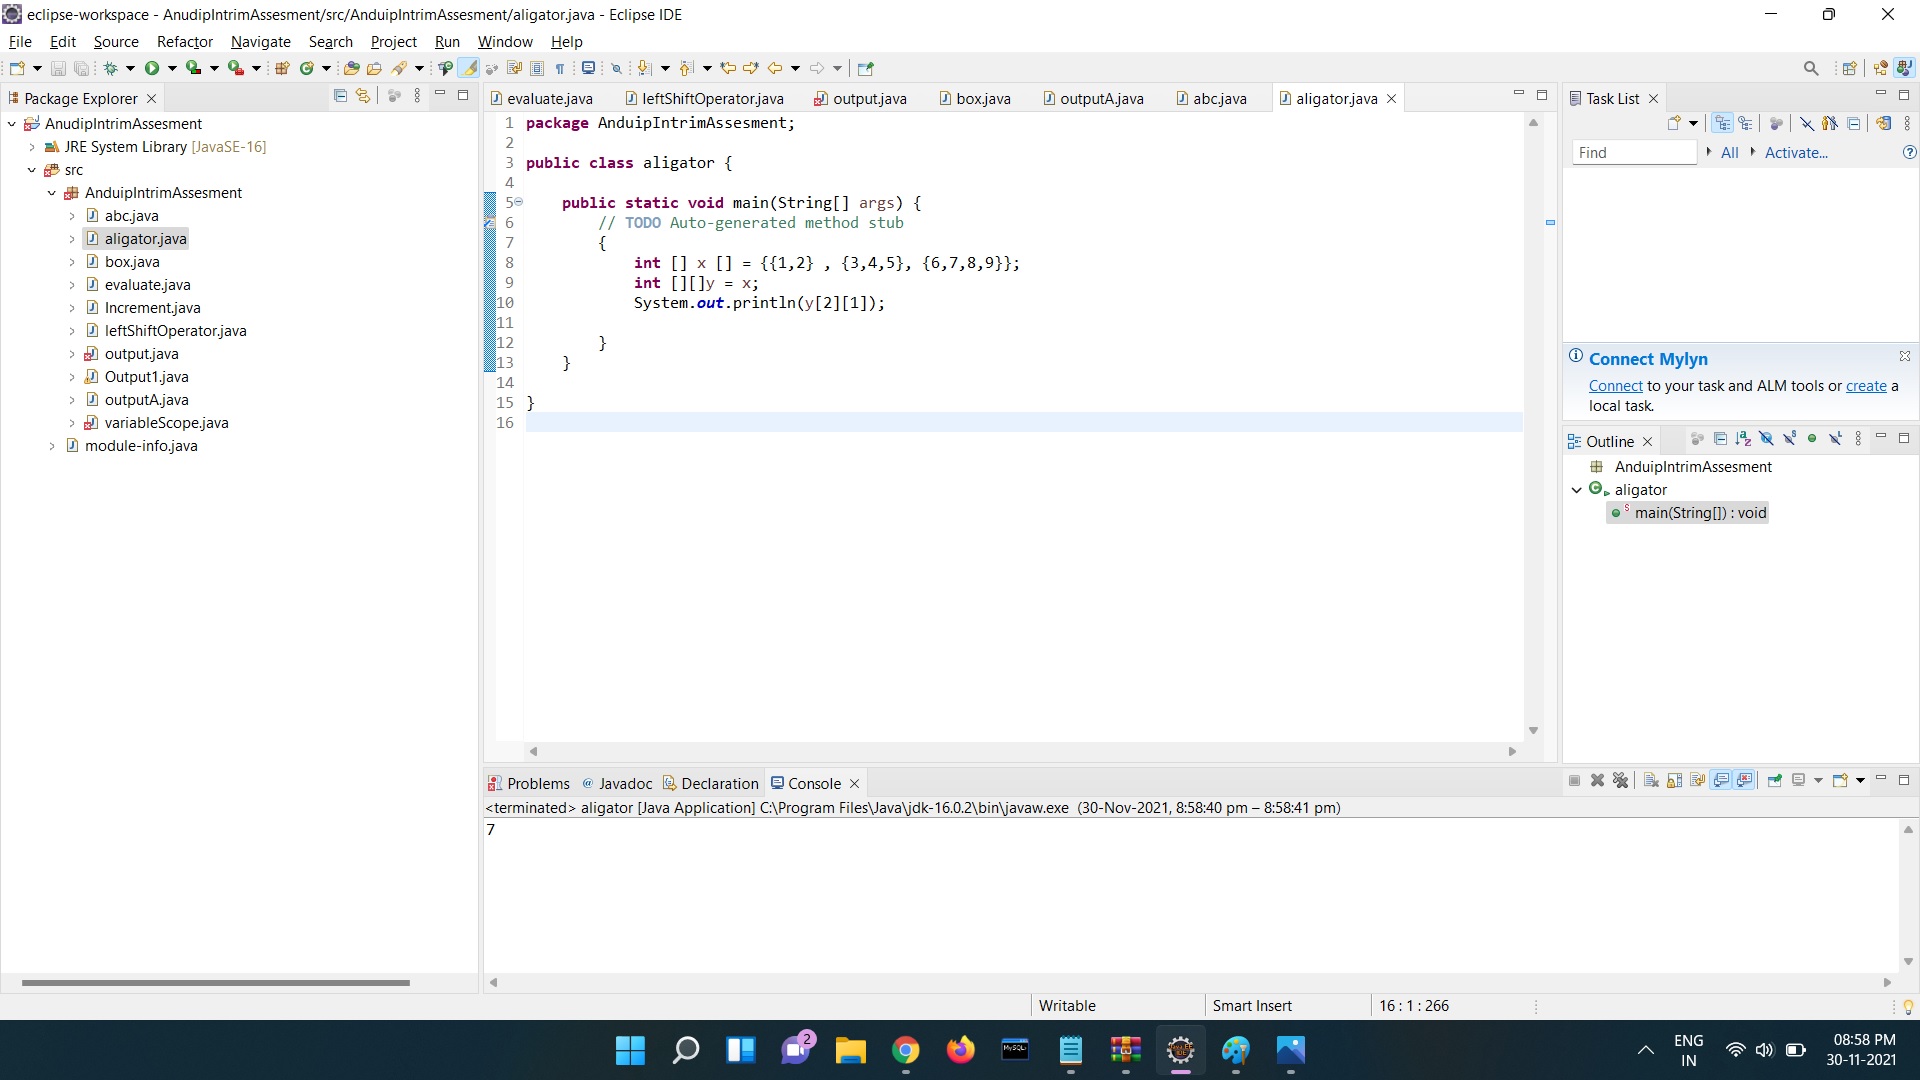 eclipse-workspace - AnudipIntrimAssesment/src/AnduipIntrimAssesment/aligator.java - Eclipse IDE
File Edit Source Refactor Navigate Search Project Run Window Help
Package Explorer
AnudipIntrimAssesment
JRE System Library [JavaSE-16]
src
AnduipIntrimAssesment
abc.java
aligator.java
box.java
evaluate.java
Increment.java
leftShiftOperator.java
output.java
Output1.java
outputA.java
variableScope.java
module-info.java
evaluate.java leftShiftOperator.java output.java box.java outputA.java abc.java aligator.java
1 package AnduipIntrimAssesment;
2
3 public class aligator {
4
5 public static void main(String[] args) {
6 // TODO Auto-generated method stub
7 {
8 int [] x [] = {{1,2} , {3,4,5}, {6,7,8,9}};
9 int [][]y = x;
10 System.out.println(y[2][1]);
11
12 }
13 }
14
15 }
16
Task List
Find All Activate...
Connect Mylyn
Connect to your task and ALM tools or create a
local task.
Outline
AnduipIntrimAssesment
aligator
main(String[]) : void
Problems Javadoc Declaration Console
<terminated> aligator [Java Application] C:\Program Files\Java\jdk-16.0.2\bin\javaw.exe (30-Nov-2021, 8:58:40 pm – 8:58:41 pm)
7
Writable Smart Insert 16 : 1 : 266
2
MySQL
ENG
IN
08:58 PM
30-11-2021